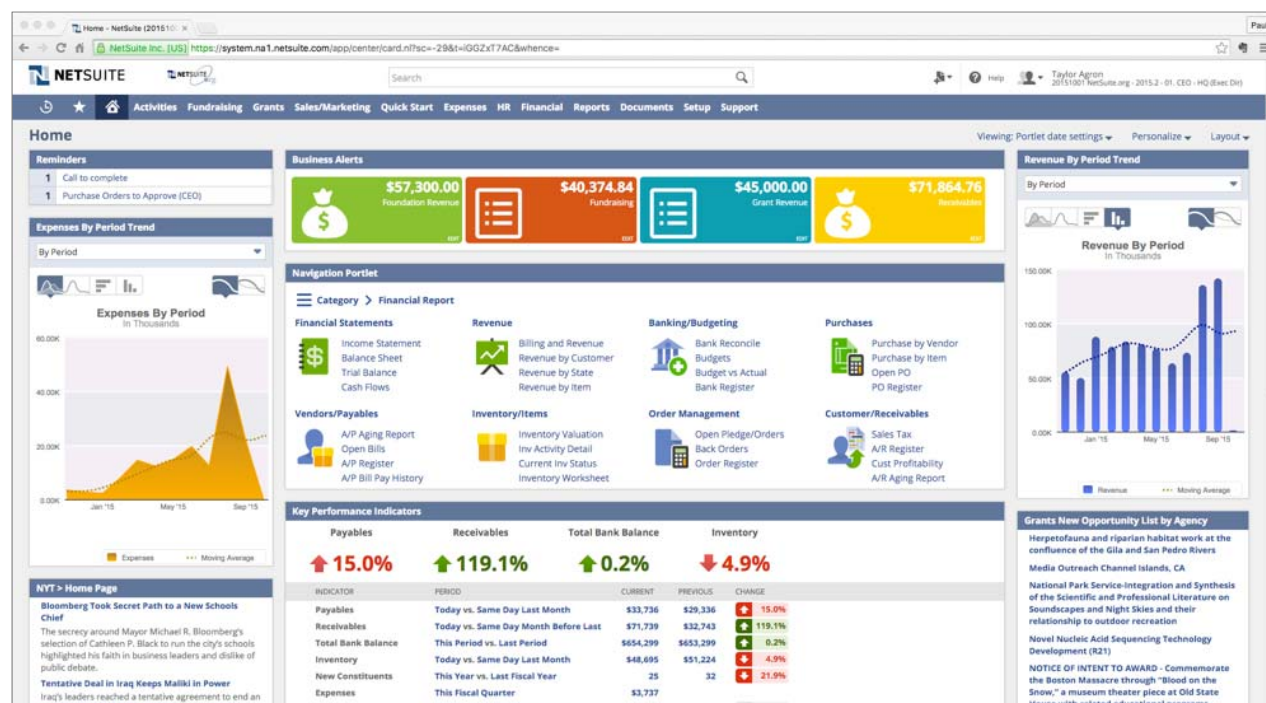 Home - NetSuite (201510
Pau
NetSuite Inc. [US] https://system.na1.netsuite.com/app/center/card.nl?sc=-29&t=iGGZxT7AC&whence=
NETSUITE
NETSUITE
Search
Help
Taylor Agron
20151001 NetSuite.org - 2015.2 - 01. CEO - HQ (Exec Dir)
Activities Fundraising Grants Sales/Marketing Quick Start Expenses HR Financial Reports Documents Setup Support
Home
Viewing: Portlet date settings Personalize Layout
Reminders
1 Call to complete
1 Purchase Orders to Approve (CEO)
Expenses By Period Trend
By Period
Expenses By Period
In Thousands
60.00K
40.00K
20.00K
0.00K
Jan '15 May '15 Sep '15
Expenses Moving Average
NYT > Home Page
Bloomberg Took Secret Path to a New Schools
Chief
The secrecy around Mayor Michael R. Bloomberg's
selection of Cathleen P. Black to run the city's schools
highlighted his faith in business leaders and dislike of
public debate.
Tentative Deal in Iraq Keeps Maliki in Power
Iraq's leaders reached a tentative agreement to end an
Business Alerts
$57,300.00
Foundation Revenue
EDIT
$40,374.84
Fundraising
EDIT
$45,000.00
Grant Revenue
EDIT
$71,864.76
Receivables
EDIT
Navigation Portlet
Category > Financial Report
Financial Statements
Income Statement
Balance Sheet
Trial Balance
Cash Flows
Revenue
Billing and Revenue
Revenue by Customer
Revenue by State
Revenue by Item
Banking/Budgeting
Bank Reconcile
Budgets
Budget vs Actual
Bank Register
Purchases
Purchase by Vendor
Purchase by Item
Open PO
PO Register
Vendors/Payables
A/P Aging Report
Open Bills
A/P Register
A/P Bill Pay History
Inventory/Items
Inventory Valuation
Inv Activity Detail
Current Inv Status
Inventory Worksheet
Order Management
Open Pledge/Orders
Back Orders
Order Register
Customer/Receivables
Sales Tax
A/R Register
Cust Profitability
A/R Aging Report
Key Performance Indicators
Payables Receivables Total Bank Balance Inventory
15.0% 119.1% 0.2% 4.9%
INDICATOR PERIOD CURRENT PREVIOUS CHANGE
Payables Today vs. Same Day Last Month $33,736 $29,336 15.0%
Receivables Today vs. Same Day Month Before Last $71,739 $32,743 119.1%
Total Bank Balance This Period vs. Last Period $654,299 $653,299 0.2%
Inventory Today vs. Same Day Last Month $48,695 $51,224 4.9%
New Constituents This Year vs. Last Fiscal Year 25 32 21.9%
Expenses This Fiscal Quarter $3,737
Revenue By Period Trend
By Period
Revenue By Period
In Thousands
150.00K
100.00K
50.00K
0.00K
Jan '15 May '15 Sep '15
Revenue Moving Average
Grants New Opportunity List by Agency
Herpetofauna and riparian habitat work at the
confluence of the Gila and San Pedro Rivers
Media Outreach Channel Islands, CA
National Park Service-Integration and Synthesis
of the Scientific and Professional Literature on
Soundscapes and Night Skies and their
relationship to outdoor recreation
Novel Nucleic Acid Sequencing Technology
Development (R21)
NOTICE OF INTENT TO AWARD - Commemorate
the Boston Massacre through "Blood on the
Snow," a museum theater piece at Old State
House with related educational programs